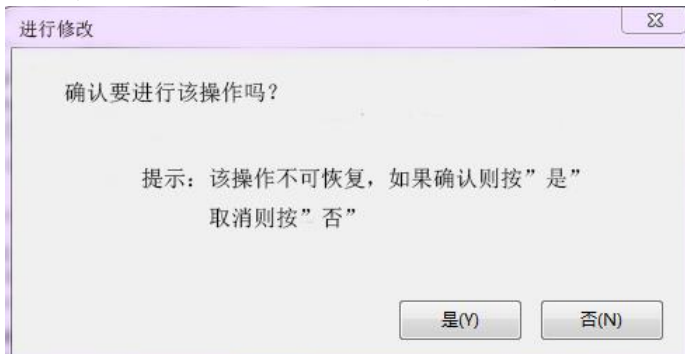 进行修改
确认要进行该操作吗？
提示：该操作不可恢复，如果确认则按”是”
取消则按”否”
是(Y)
否(N)